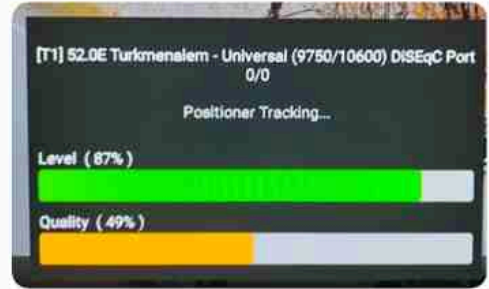 [T1] 52.0E Turkmenalem - Universal (9750/10600) DiSEqC Port
0/0
Positioner Tracking...
Level ( 87% )
Quality ( 49% )